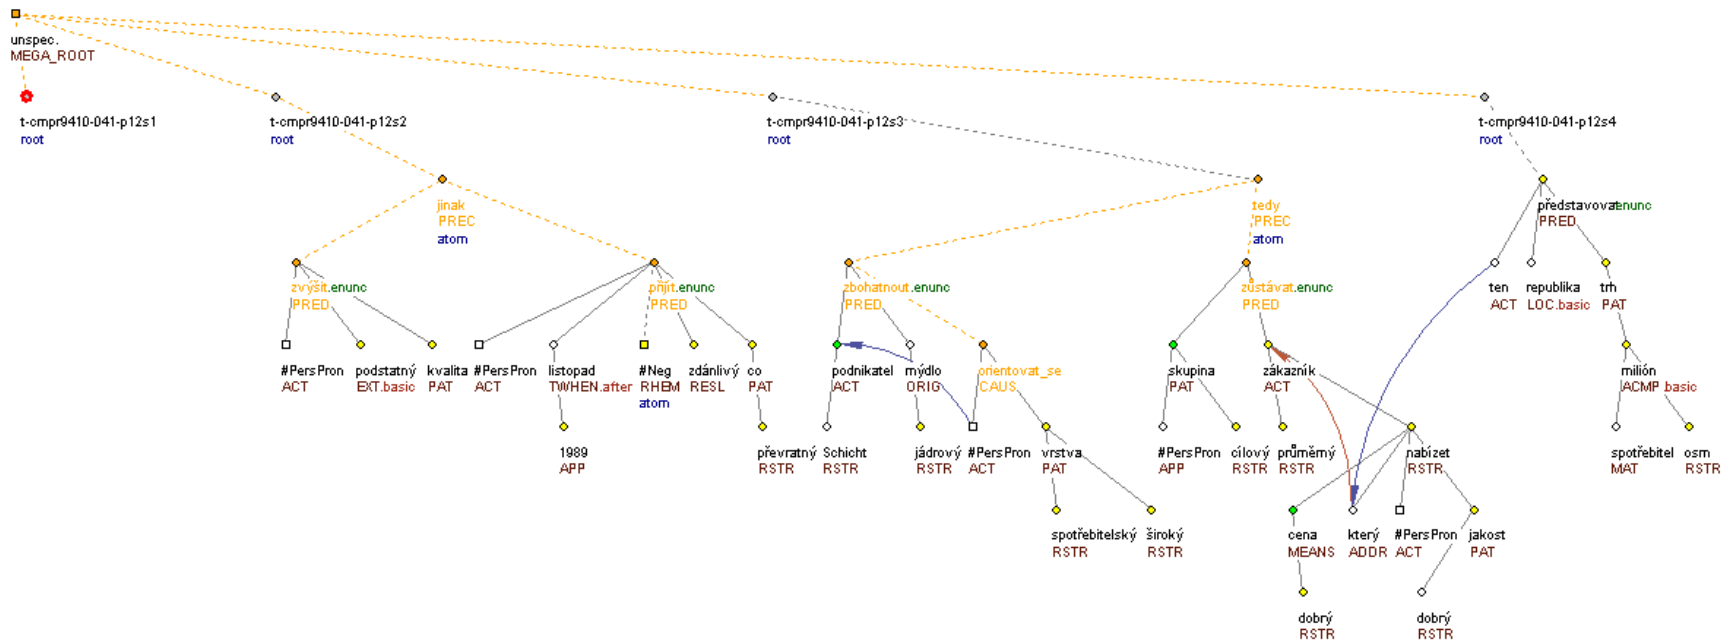 unspec.
MEGA_ROOT
t-cmpr9410-041-p12s1 t-cmpr9410-041-p12s2 t-cmpr9410-041-p12s3 t-cmpr9410-041-p12s4
root root root root
jinak tedy představovat.enunc
PREC PREC PRED
atom atom
zvýšit.enunc přijít.enunc zbohatnout.enunc zůstávat.enunc ten republika trh
PRED PRED PRED PRED ACT LOC.basic PAT
#PersPron podstatný kvalita #PersPron listopad #Neg zdánlivý co podnikatel mýdlo orientovat_se skupina zákazník milión
ACT EXT.basic PAT ACT TWHEN.after RHEM RESL PAT ACT ORIG CAUS PAT ACT ACMP.basic
atom
1989 převratný Schicht jádrový #PersPron vrstva #PersPron cílový průměrný nabízet spotřebitel osm
APP RSTR RSTR RSTR ACT PAT APP RSTR RSTR RSTR MAT RSTR
spotřebitelský široký cena který #PersPron jakost
RSTR RSTR MEANS ADDR ACT PAT
dobrý dobrý
RSTR RSTR